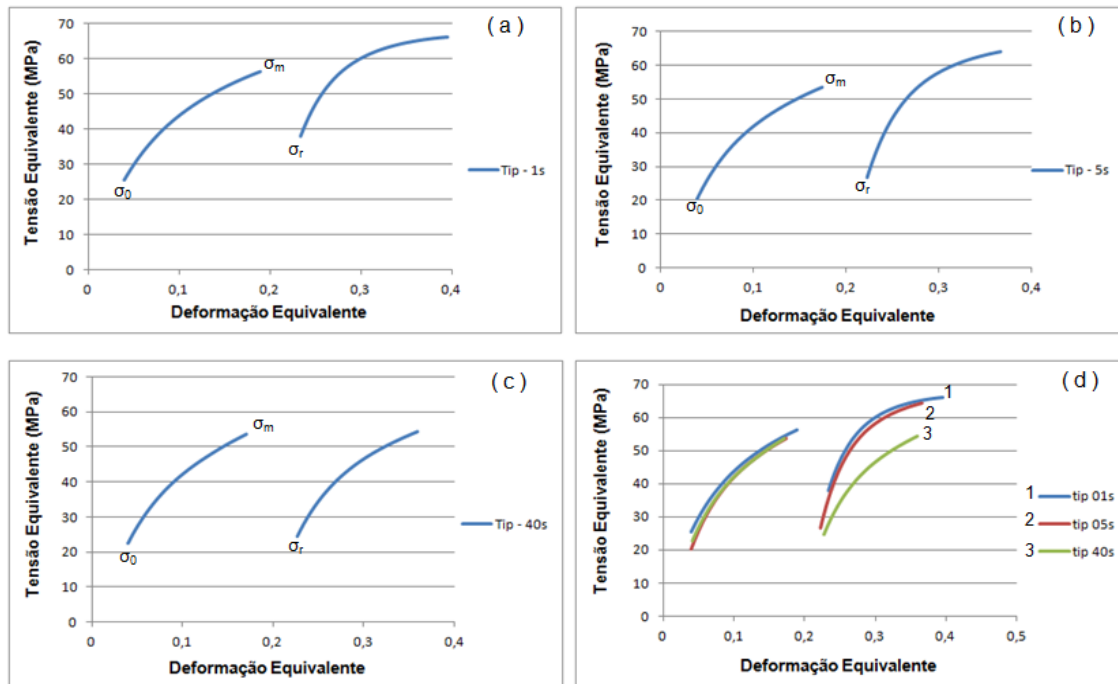 ( a )
Tensão Equivalente (MPa)
70
60
50
40
30
20
10
0
σm
σ0
σr
Tip - 1s
0 0,1 0,2 0,3 0,4
Deformação Equivalente
( b )
Tensão Equivalente (MPa)
70
60
50
40
30
20
10
0
σm
σ0
σr
Tip - 5s
0 0,1 0,2 0,3 0,4
Deformação Equivalente
( c )
Tensão Equivalente (MPa)
70
60
50
40
30
20
10
0
σm
σ0
σr
Tip - 40s
0 0,1 0,2 0,3 0,4
Deformação Equivalente
( d )
Tensão Equivalente (MPa)
70
60
50
40
30
20
10
0
1
2
3
1 tip 01s
2 tip 05s
3 tip 40s
0 0,1 0,2 0,3 0,4 0,5
Deformação Equivalente